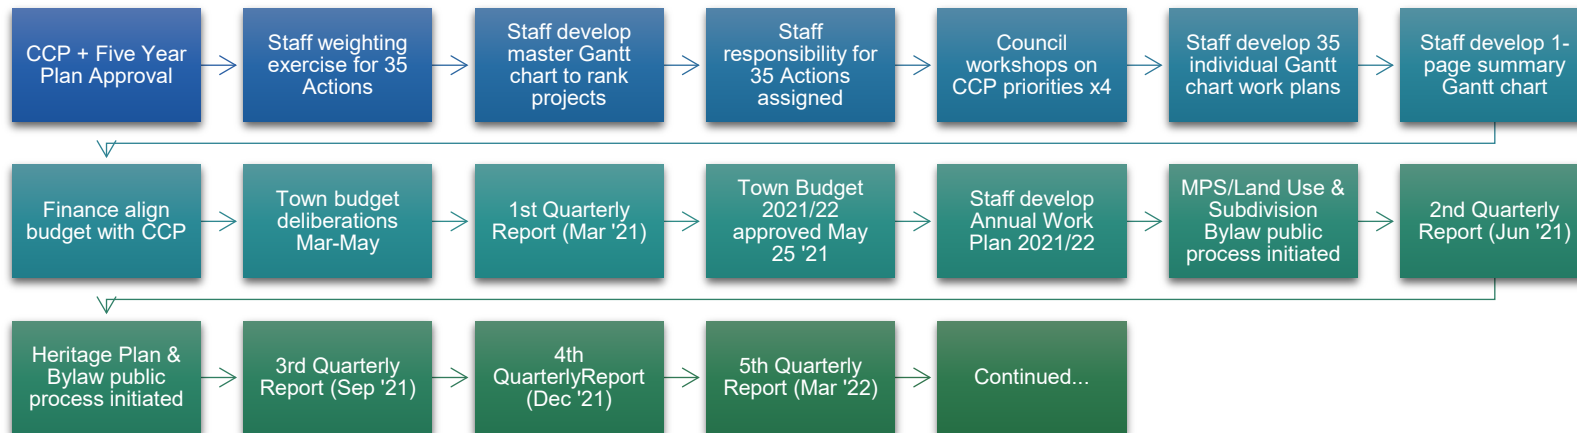 CCP + Five Year
Plan Approval
Staff weighting
exercise for 35
Actions
Staff develop
master Gantt
chart to rank
projects
Staff
responsibility for
35 Actions
assigned
Council
workshops on
CCP priorities x4
Staff develop 35
individual Gantt
chart work plans
Staff develop 1-
page summary
Gantt chart
Finance align
budget with CCP
Town budget
deliberations
Mar-May
1st Quarterly
Report (Mar '21)
Town Budget
2021/22
approved May
25 '21
Staff develop
Annual Work
Plan 2021/22
MPS/Land Use &
Subdivision
Bylaw public
process initiated
2nd Quarterly
Report (Jun '21)
Heritage Plan &
Bylaw public
process initiated
3rd Quarterly
Report (Sep '21)
4th
QuarterlyReport
(Dec '21)
5th Quarterly
Report (Mar '22)
Continued...